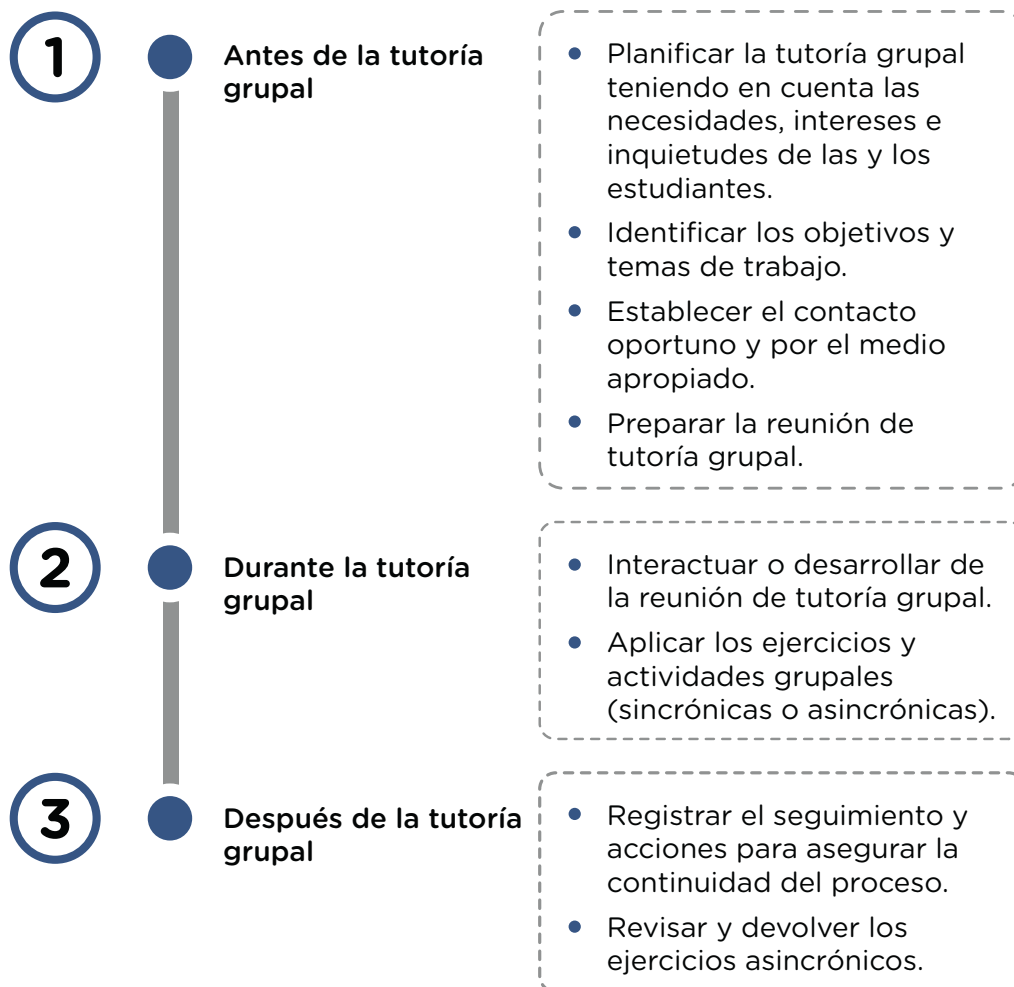 1
Antes de la tutoría
grupal
• Planificar la tutoría grupal
teniendo en cuenta las
necesidades, intereses e
inquietudes de las y los
estudiantes.
• Identificar los objetivos y
temas de trabajo.
• Establecer el contacto
oportuno y por el medio
apropiado.
• Preparar la reunión de
tutoría grupal.
2
Durante la tutoría
grupal
• Interactuar o desarrollar de
la reunión de tutoría grupal.
• Aplicar los ejercicios y
actividades grupales
(sincrónicas o asincrónicas).
3
Después de la tutoría
grupal
• Registrar el seguimiento y
acciones para asegurar la
continuidad del proceso.
• Revisar y devolver los
ejercicios asincrónicos.